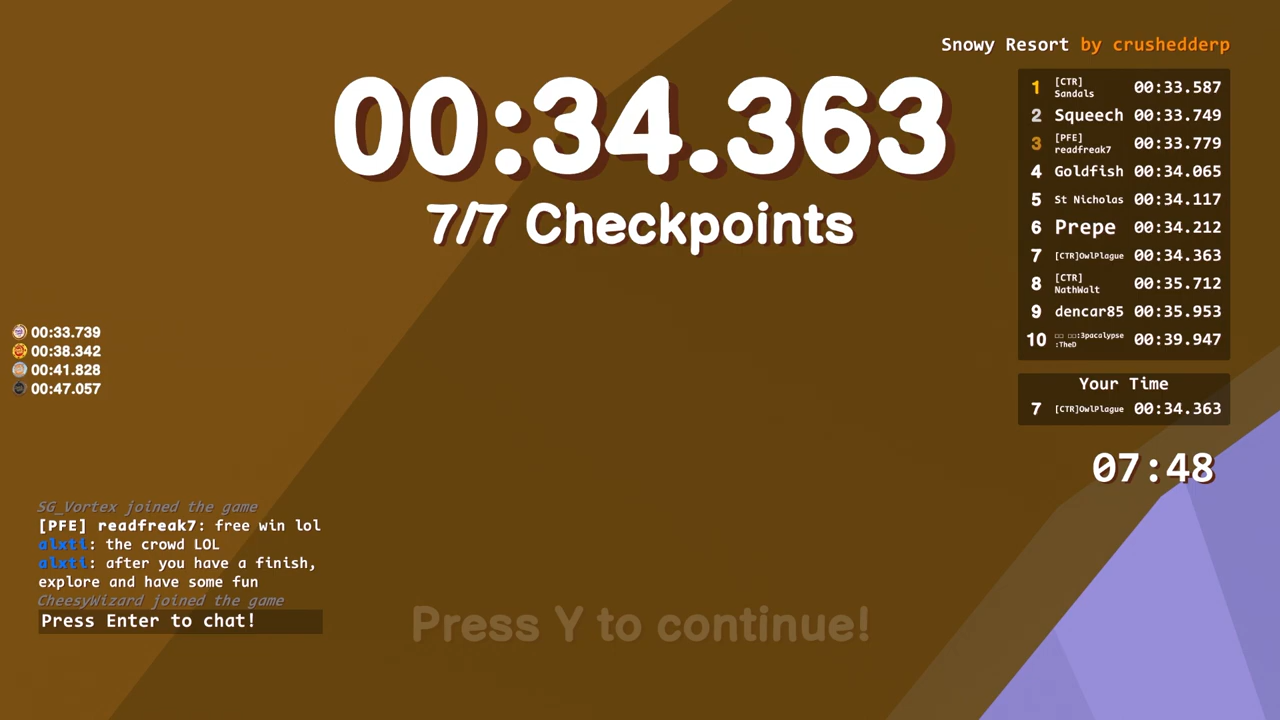 Snowy Resort by crushedderp
00:34.363
7/7 Checkpoints
1 [CTR] Sandals 00:33.587
2 Squeech 00:33.749
3 [PFE] readfreak7 00:33.779
4 Goldfish 00:34.065
5 St Nicholas 00:34.117
6 Prepe 00:34.212
7 [CTR]OwlPlague 00:34.363
8 [CTR] NathWalt 00:35.712
9 dencar85 00:35.953
10 :3pacalypse :TheD 00:39.947
Your Time
7 [CTR]OwlPlague 00:34.363
07:48
00:33.739
00:38.342
00:41.828
00:47.057
SG_Vortex joined the game
[PFE] readfreak7: free win lol
alxti: the crowd LOL
alxti: after you have a finish,
explore and have some fun
CheesyWizard joined the game
Press Enter to chat!
Press Y to continue!